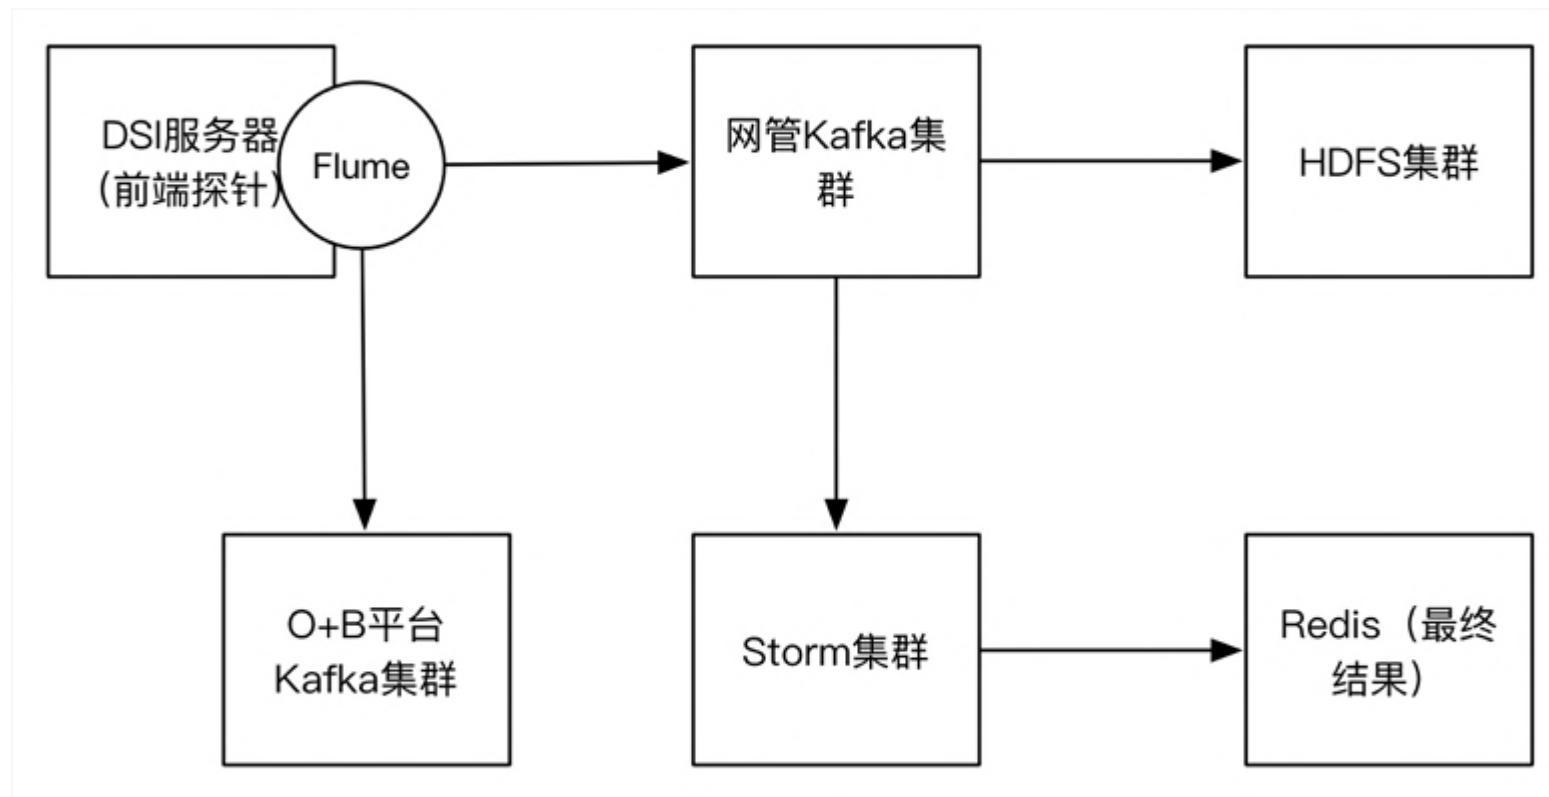 DSI服务器
（前端探针）
Flume
网管Kafka集
群
HDFS集群
O+B平台
Kafka集群
Storm集群
Redis（最终
结果）